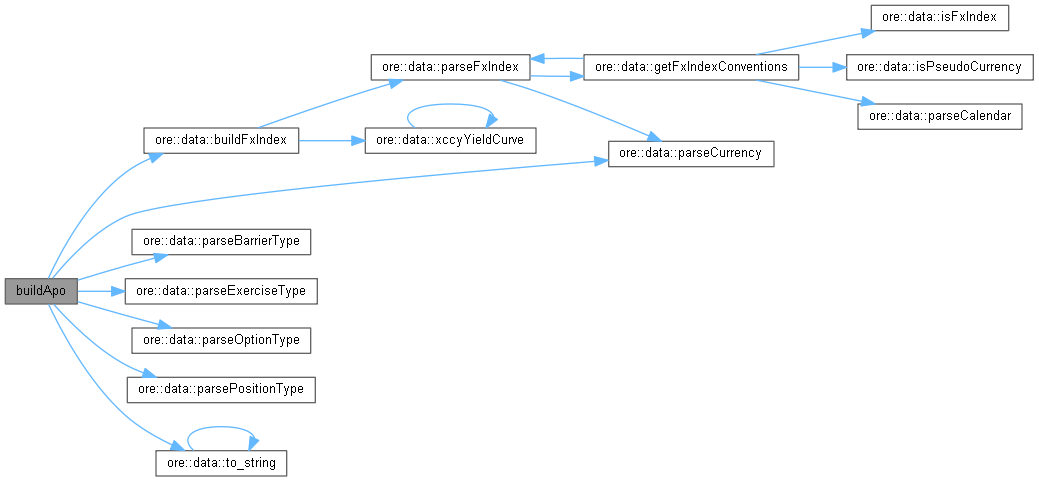 ore::data::isFxIndex
ore::data::parseFxIndex
ore::data::getFxIndexConventions
ore::data::isPseudoCurrency
ore::data::parseCalendar
ore::data::buildFxIndex
ore::data::xccyYieldCurve
ore::data::parseCurrency
ore::data::parseBarrierType
buildApo
ore::data::parseExerciseType
ore::data::parseOptionType
ore::data::parsePositionType
ore::data::to_string